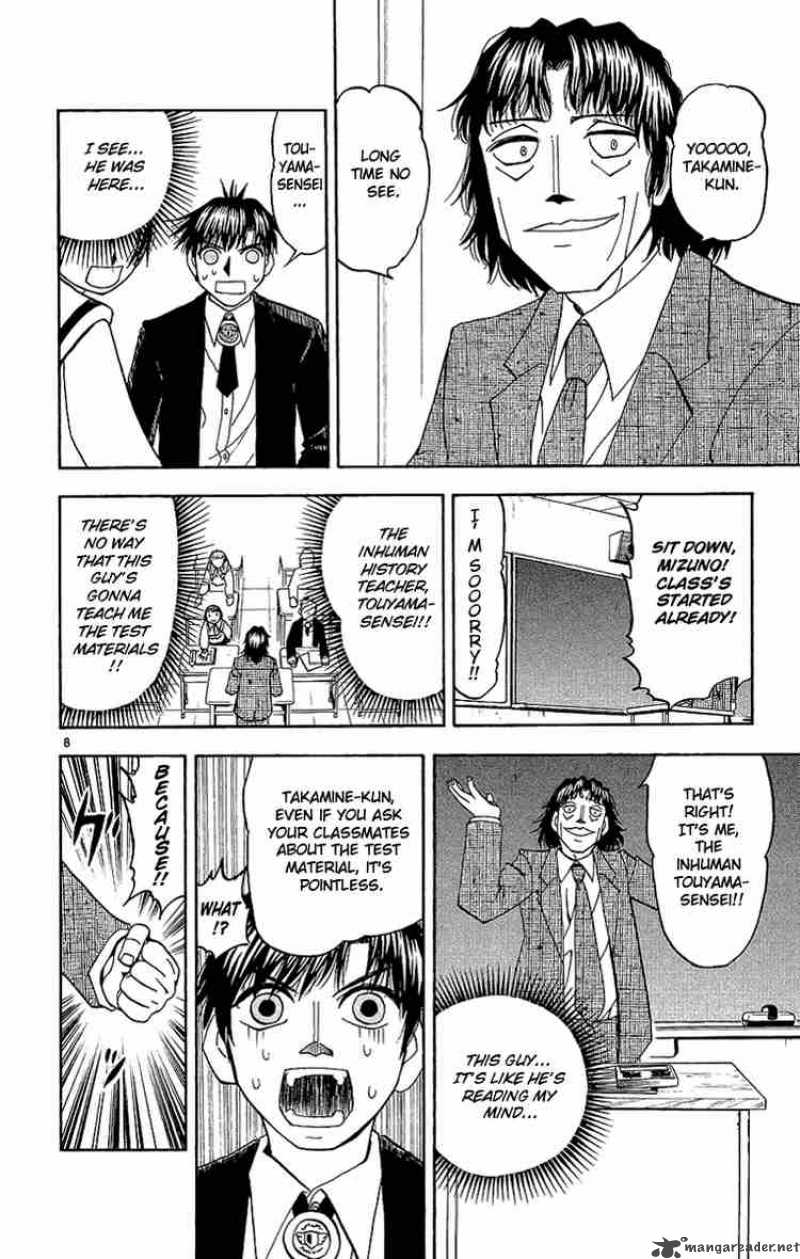 YOOOOO,
TAKAMINE-
KUN.
LONG
TIME NO
SEE.
TOU-
YAMA-
SENSEI
...
I SEE...
HE WAS
HERE...
SIT DOWN,
MIZUNO!
CLASS'S
STARTED
ALREADY!
I'M SOOORRY!!
THE
INHUMAN
HISTORY
TEACHER,
TOUYAMA-
SENSEI!!
THERE'S
NO WAY
THAT THIS
GUY'S
GONNA
TEACH ME
THE TEST
MATERIALS
!!
8
THAT'S
RIGHT!
IT'S ME,
THE
INHUMAN
TOUYAMA-
SENSEI!!
THIS GUY...
IT'S LIKE HE'S
READING MY
MIND...
TAKAMINE-KUN,
EVEN IF YOU ASK
YOUR CLASSMATES
ABOUT THE TEST
MATERIAL, IT'S
POINTLESS.
WHAT
!?
BECAUSE!!
グッ
mangareader.net